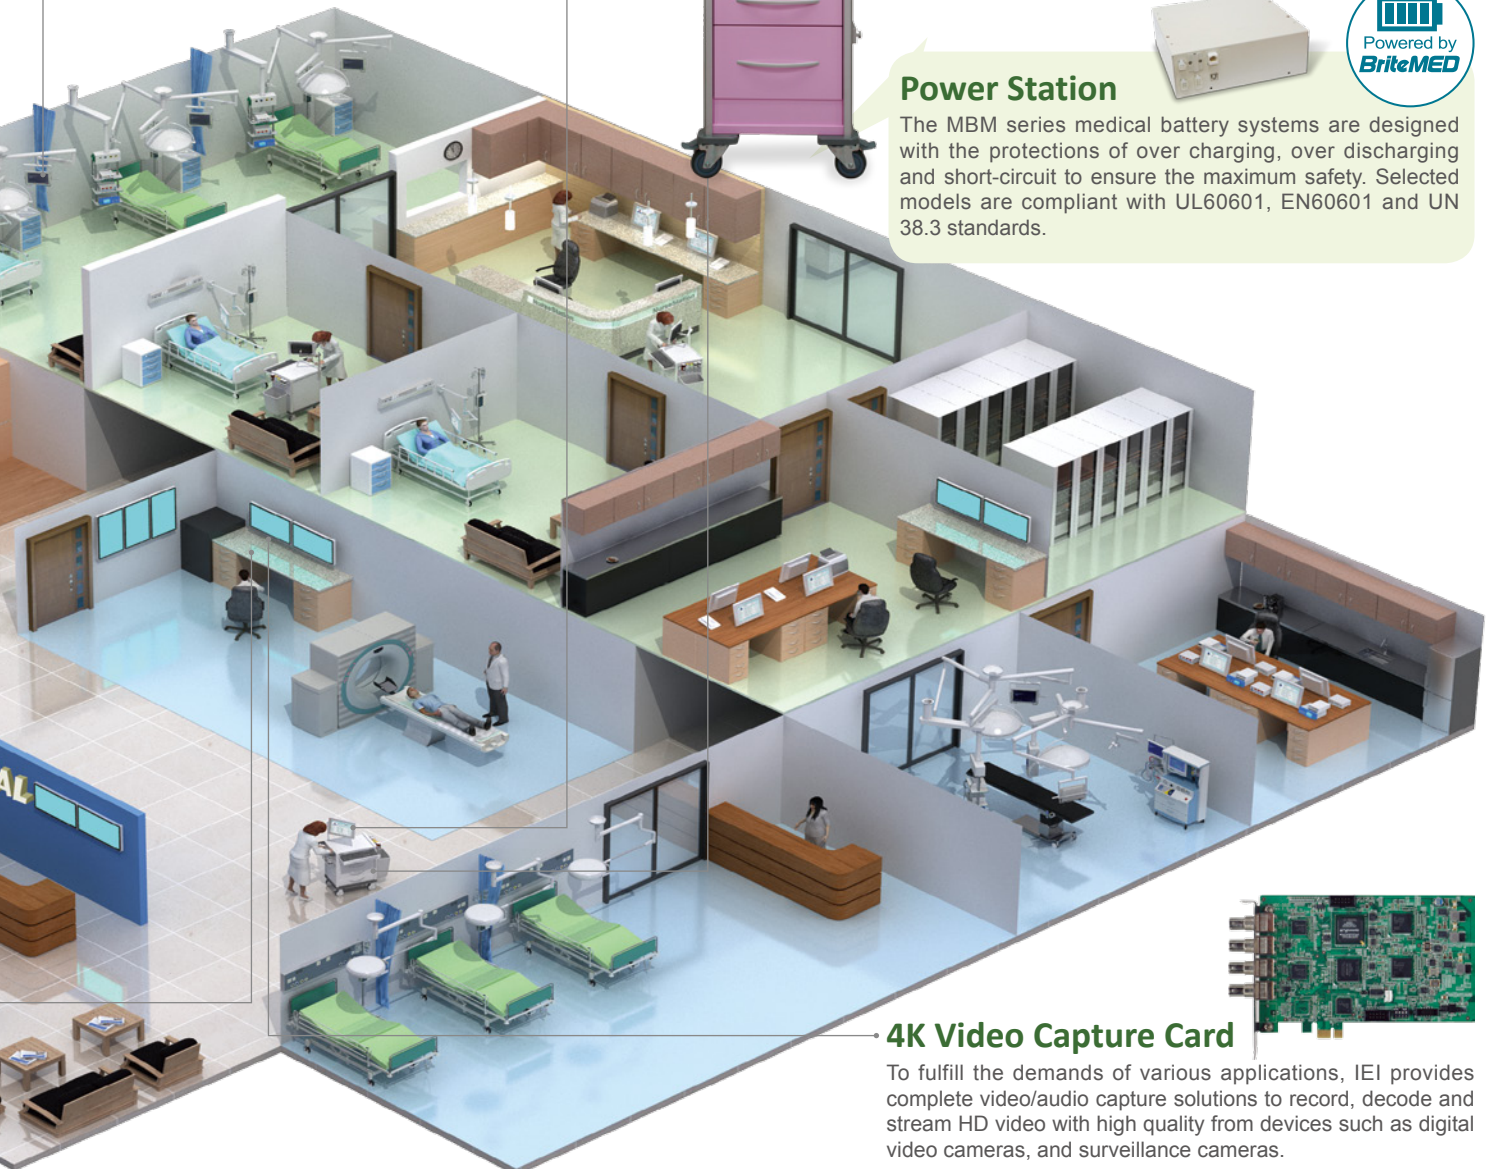 Powered by
BriteMED
Power Station
The MBM series medical battery systems are designed
with the protections of over charging, over discharging
and short-circuit to ensure the maximum safety. Selected
models are compliant with UL60601, EN60601 and UN
38.3 standards.
AL
4K Video Capture Card
To fulfill the demands of various applications, IEI provides
complete video/audio capture solutions to record, decode and
stream HD video with high quality from devices such as digital
video cameras, and surveillance cameras.